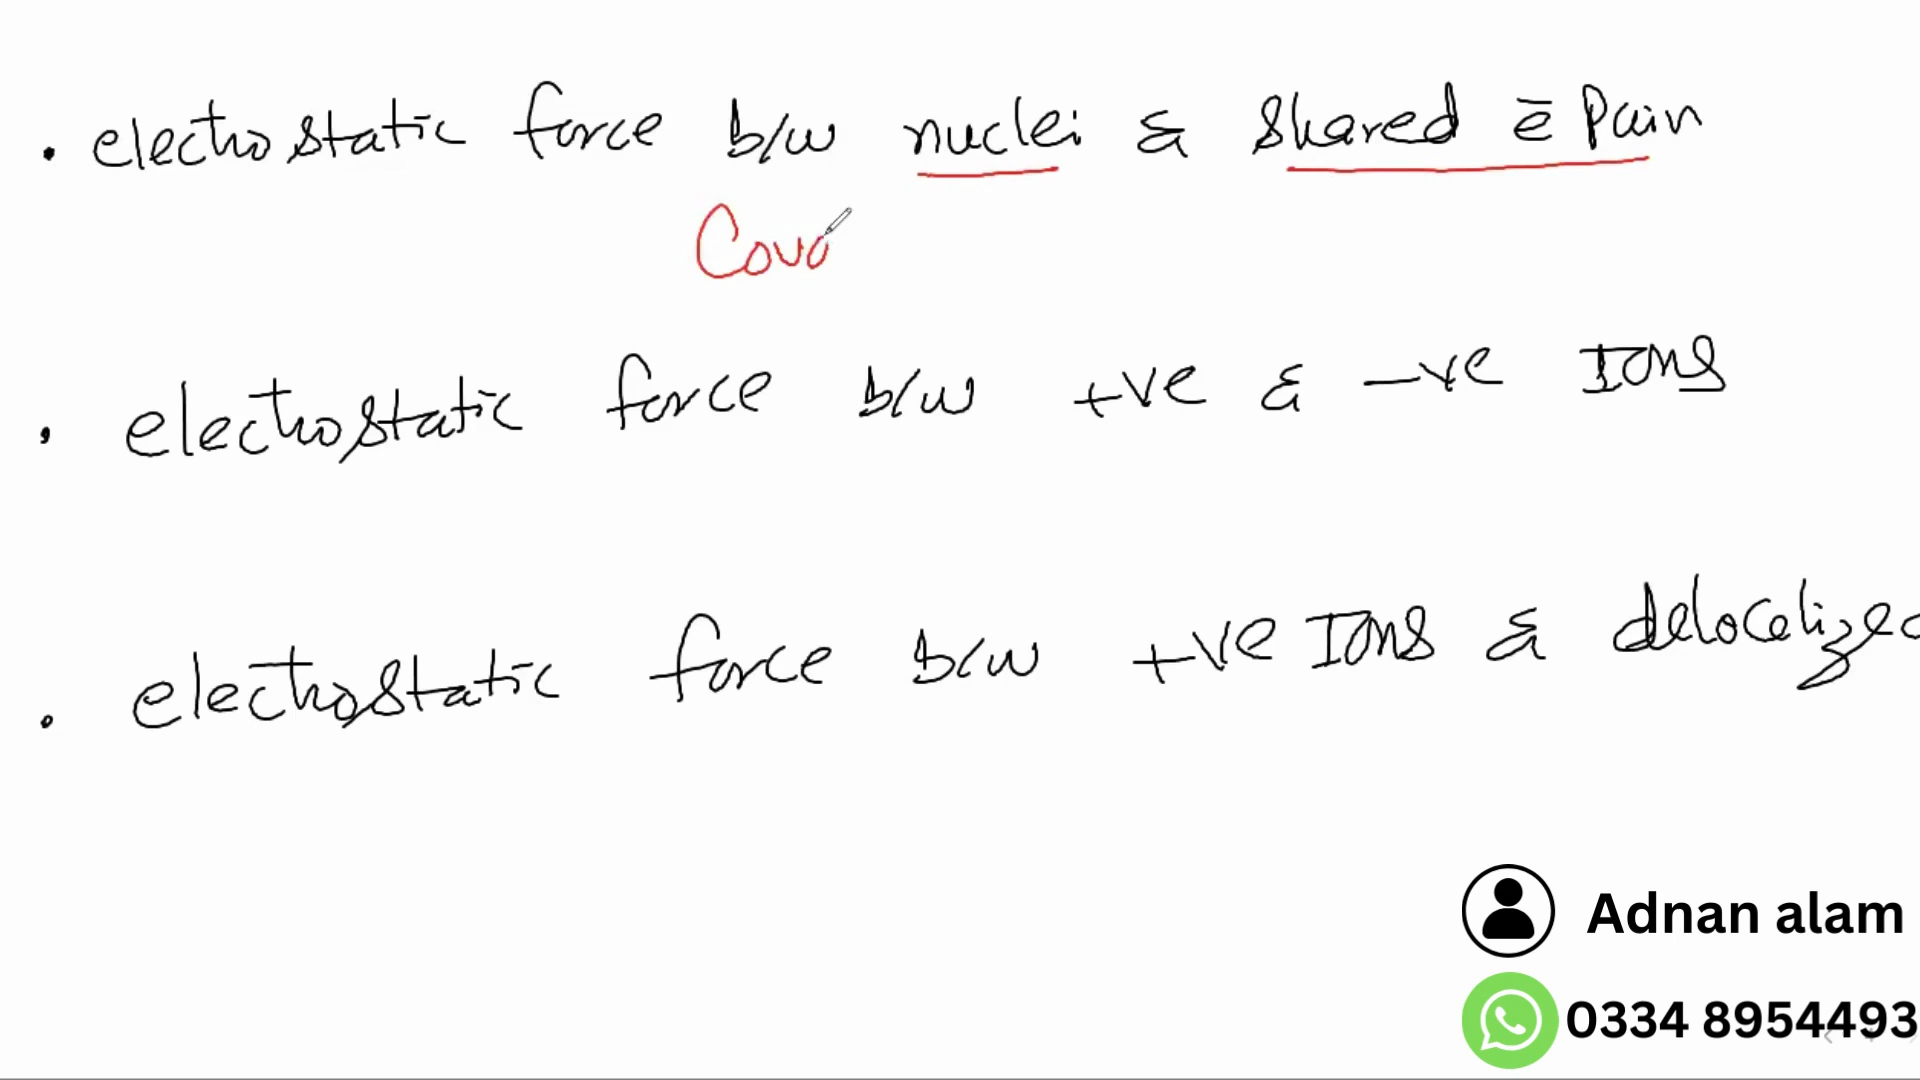 . electrostatic force b/w nuclei & shared ē Pair
Cova
. electrostatic force b/w +ve & -ve Ions
. electrostatic force b/w +ve Ions & delocalized
Adnan alam
0334 8954493